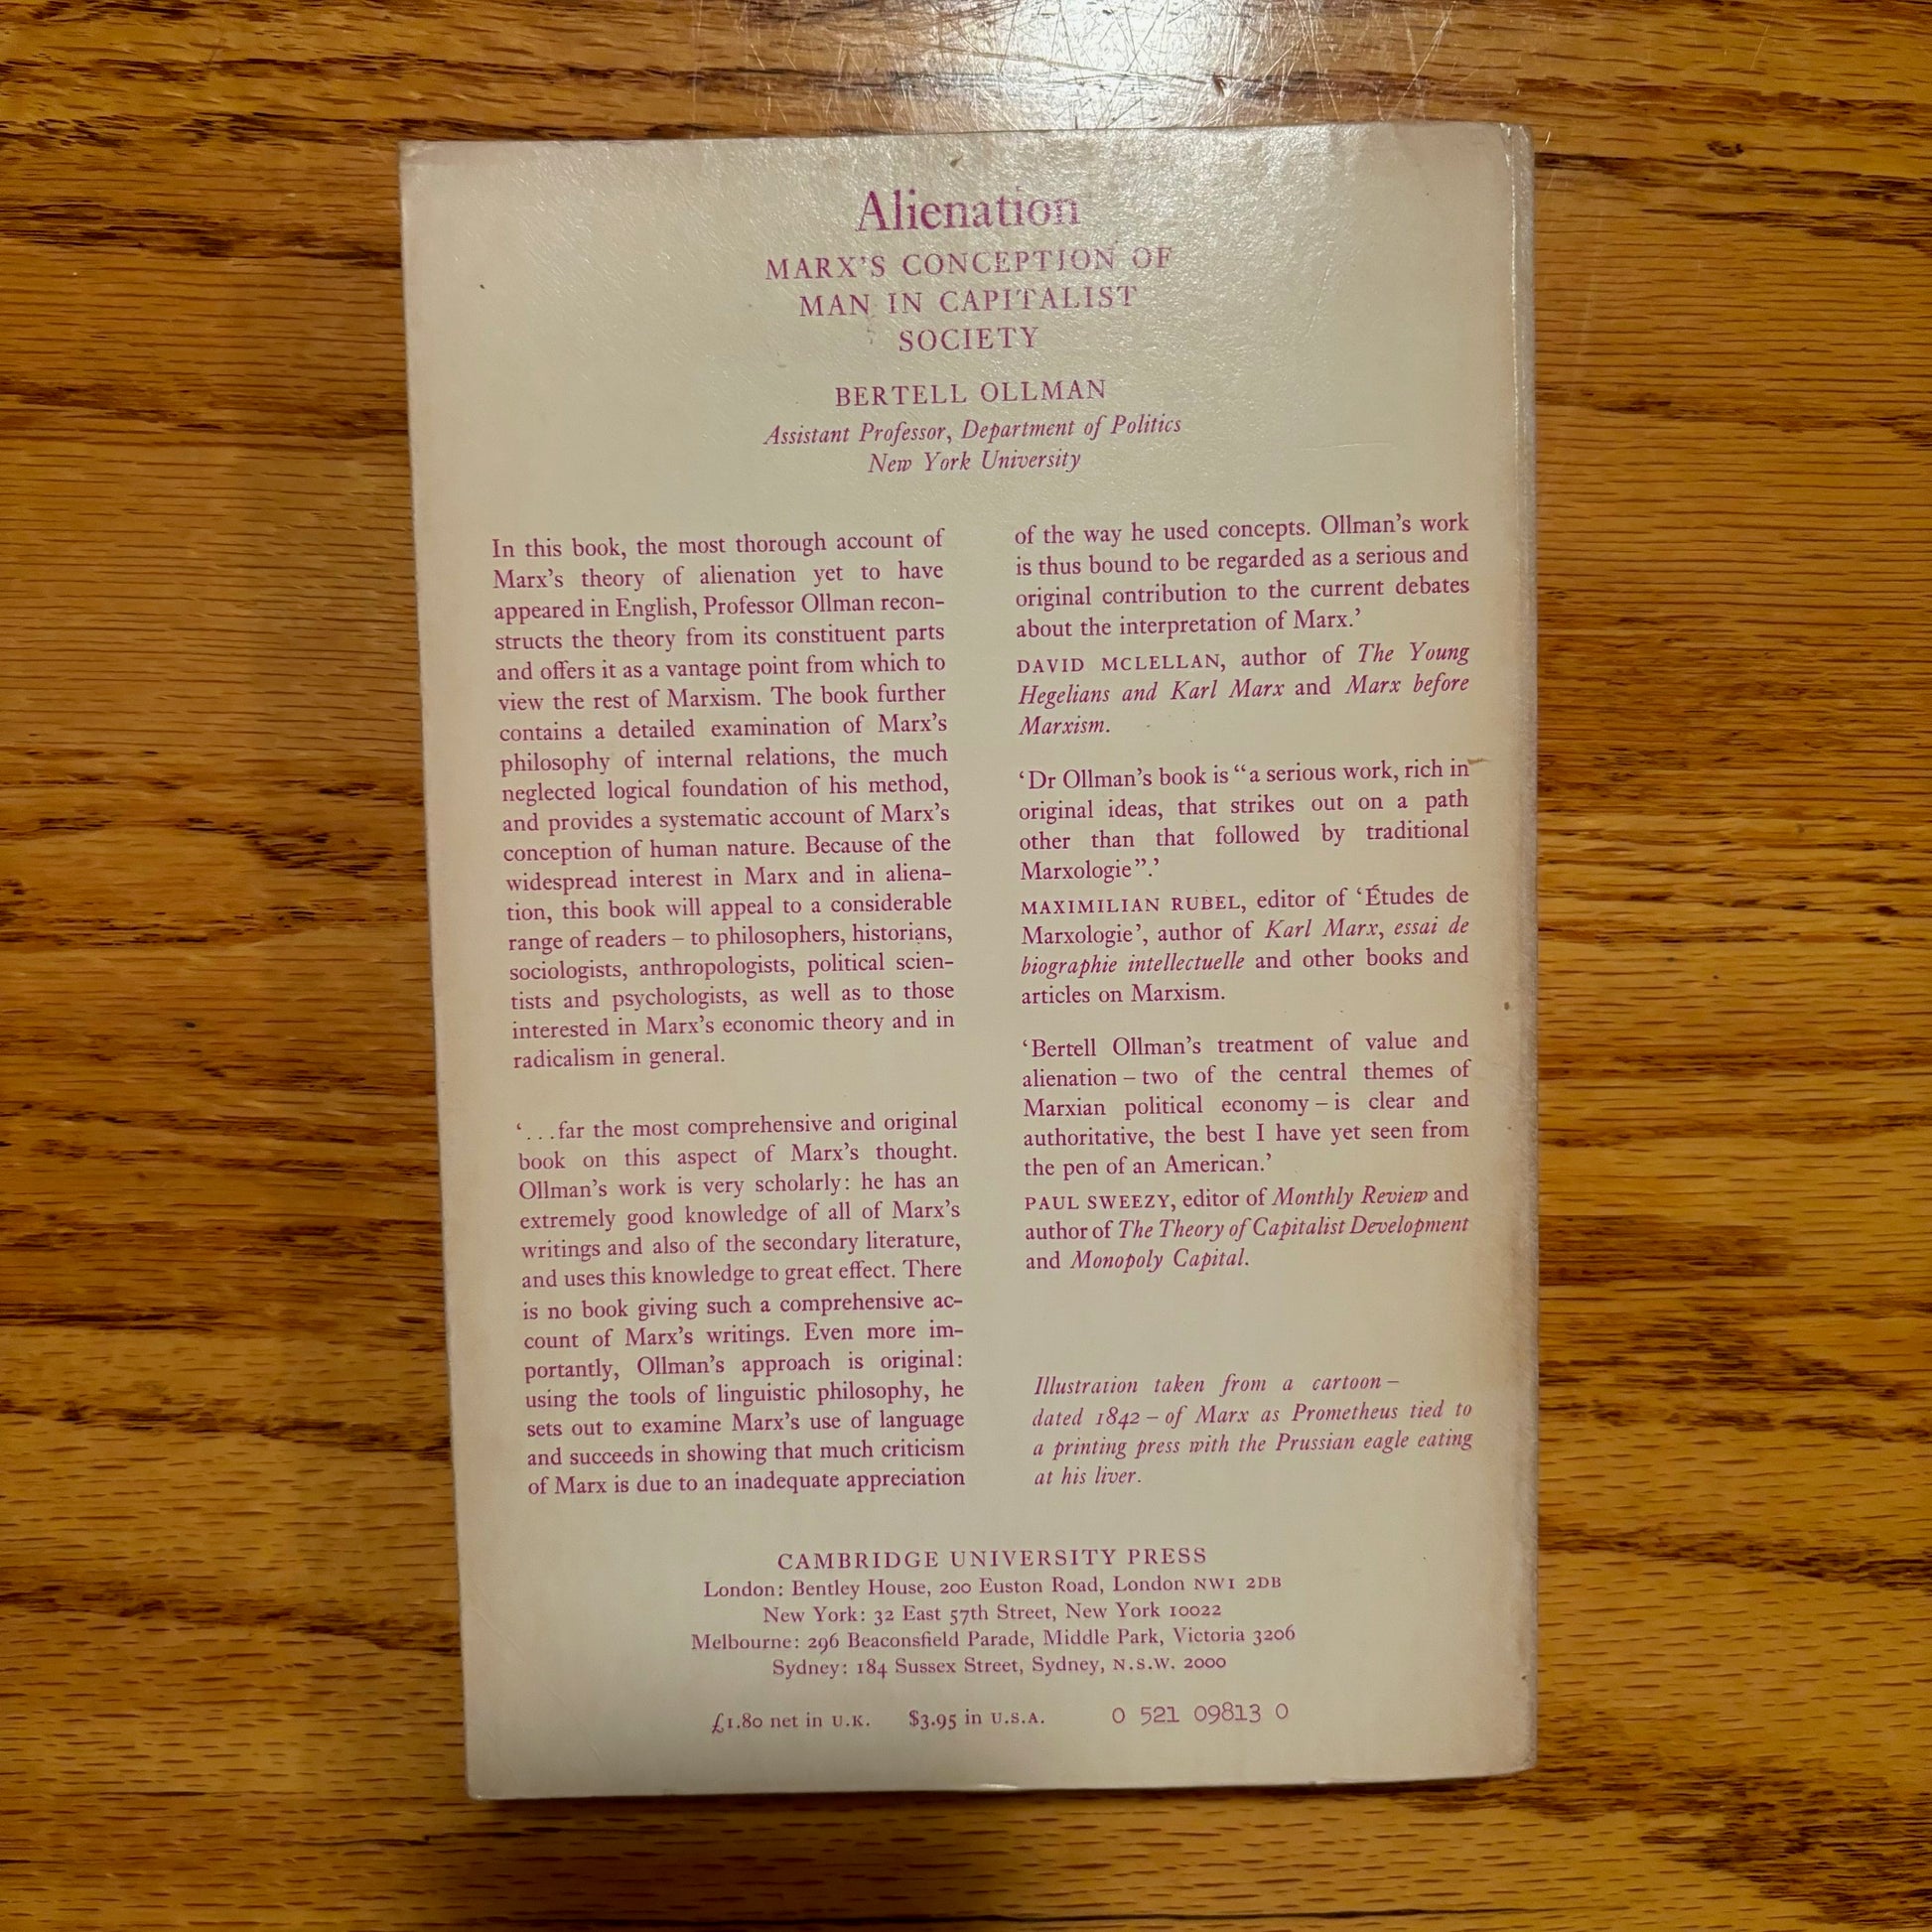 Alienation
MARX'S CONCEPTION OF
MAN IN CAPITALIST
SOCIETY
BERTELL OLLMAN
Assistant Professor, Department of Politics
New York University
In this book, the most thorough account of
Marx's theory of alienation yet to have
appeared in English, Professor Ollman recon-
structs the theory from its constituent parts
and offers it as a vantage point from which to
view the rest of Marxism. The book further
contains a detailed examination of Marx's
philosophy of internal relations, the much
neglected logical foundation of his method,
and provides a systematic account of Marx's
conception of human nature. Because of the
widespread interest in Marx and in aliena-
tion, this book will appeal to a considerable
range of readers – to philosophers, historians,
sociologists, anthropologists, political scien-
tists and psychologists, as well as to those
interested in Marx's economic theory and in
radicalism in general.
‘...far the most comprehensive and original
book on this aspect of Marx's thought.
Ollman's work is very scholarly: he has an
extremely good knowledge of all of Marx's
writings and also of the secondary literature,
and uses this knowledge to great effect. There
is no book giving such a comprehensive ac-
count of Marx's writings. Even more im-
portantly, Ollman's approach is original:
using the tools of linguistic philosophy, he
sets out to examine Marx's use of language
and succeeds in showing that much criticism
of Marx is due to an inadequate appreciation
of the way he used concepts. Ollman's work
is thus bound to be regarded as a serious and
original contribution to the current debates
about the interpretation of Marx.’
DAVID MCLELLAN, author of The Young
Hegelians and Karl Marx and Marx before
Marxism.
‘Dr Ollman's book is “a serious work, rich in
original ideas, that strikes out on a path
other than that followed by traditional
Marxologie”.’
MAXIMILIAN RUBEL, editor of ‘Études de
Marxologie’, author of Karl Marx, essai de
biographie intellectuelle and other books and
articles on Marxism.
‘Bertell Ollman's treatment of value and
alienation – two of the central themes of
Marxian political economy – is clear and
authoritative, the best I have yet seen from
the pen of an American.’
PAUL SWEEZY, editor of Monthly Review and
author of The Theory of Capitalist Development
and Monopoly Capital.
Illustration taken from a cartoon –
dated 1842 – of Marx as Prometheus tied to
a printing press with the Prussian eagle eating
at his liver.
CAMBRIDGE UNIVERSITY PRESS
London: Bentley House, 200 Euston Road, London NW1 2DB
New York: 32 East 57th Street, New York 10022
Melbourne: 296 Beaconsfield Parade, Middle Park, Victoria 3206
Sydney: 184 Sussex Street, Sydney, N.S.W. 2000
£1.80 net in U.K. $3.95 in U.S.A. 0 521 09813 0